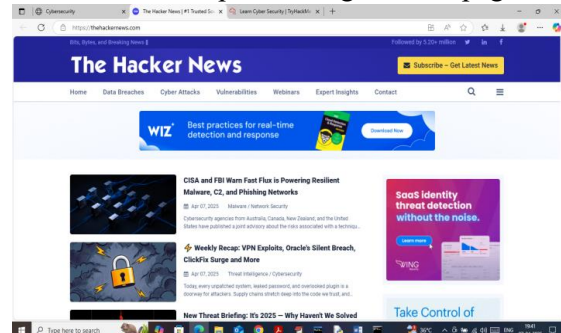 Cybersecurity
The Hacker News | #1 Trusted So
Learn Cyber Security | TryHackM
https://thehackernews.com
Bits, Bytes, and Breaking News
Followed by 5.20+ million
The Hacker News
Subscribe – Get Latest News
Home Data Breaches Cyber Attacks Vulnerabilities Webinars Expert Insights Contact
WIZ Best practices for real-time
detection and response
Download Now
CISA and FBI Warn Fast Flux is Powering Resilient
Malware, C2, and Phishing Networks
Apr 07, 2025 Malware / Network Security
Cybersecurity agencies from Australia, Canada, New Zealand, and the United
States have published a joint advisory about the risks associated with a techniqu...
Weekly Recap: VPN Exploits, Oracle's Silent Breach,
ClickFix Surge and More
Apr 07, 2025 Threat Intelligence / Cybersecurity
Today, every unpatched system, leaked password, and overlooked plugin is a
doorway for attackers. Supply chains stretch deep into the code we trust, and...
New Threat Briefing: It's 2025 — Why Haven't We Solved
SaaS identity
threat detection
without the noise.
Learn more
WING
Take Control of
Type here to search
36°C
ENG
1941